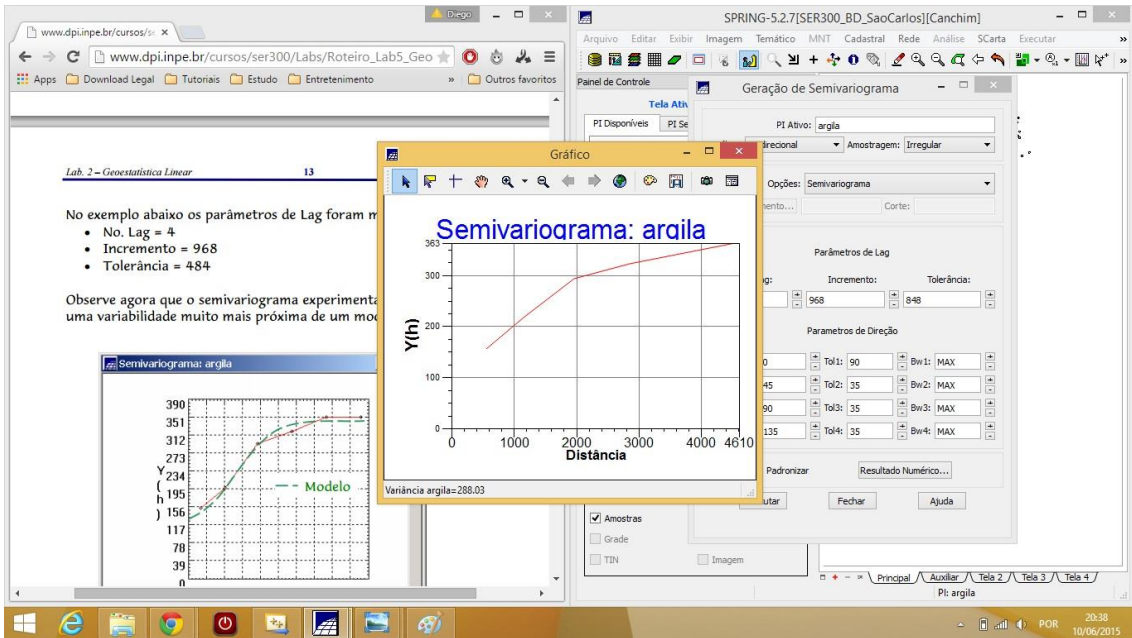 Diego
www.dpi.inpe.br/cursos/se
www.dpi.inpe.br/cursos/ser300/Labs/Roteiro_Lab5_Geo
Apps Download Legal Tutoriais Estudo Entretenimento » Outros favoritos
Lab. 2 – Geoestatística Linear 13
No exemplo abaixo os parâmetros de Lag foram m
• No. Lag = 4
• Incremento = 968
• Tolerância = 484
Observe agora que o semivariograma experimenta
uma variabilidade muito mais próxima de um mo
Semivariograma: argila
390
351
312
273
234
195
156
117
78
39
0
Y(h)
Modelo
Gráfico
Semivariograma: argila
363
300
200
100
0
Y(h)
0 1000 2000 3000 4000 4610
Distância
Variância argila=288.03
SPRING-5.2.7[SER300_BD_SaoCarlos][Canchim]
Arquivo Editar Exibir Imagem Temático MNT Cadastral Rede Análise SCarta Executar »
Painel de Controle
Tela Ativ
PI Disponíveis PI Se
Geração de Semivariograma
PI Ativo: argila
direcional Amostragem: Irregular
Opções: Semivariograma
mento... Corte:
Parâmetros de Lag
ag: Incremento: Tolerância:
968 848
Parametros de Direção
0 Tol1: 90 Bw1: MAX
45 Tol2: 35 Bw2: MAX
90 Tol3: 35 Bw3: MAX
135 Tol4: 35 Bw4: MAX
Padronizar Resultado Numérico...
utar Fechar Ajuda
Amostras
Grade
TIN Imagem
Principal Auxiliar Tela 2 Tela 3 Tela 4
PI: argila
POR 20:38
10/06/2015